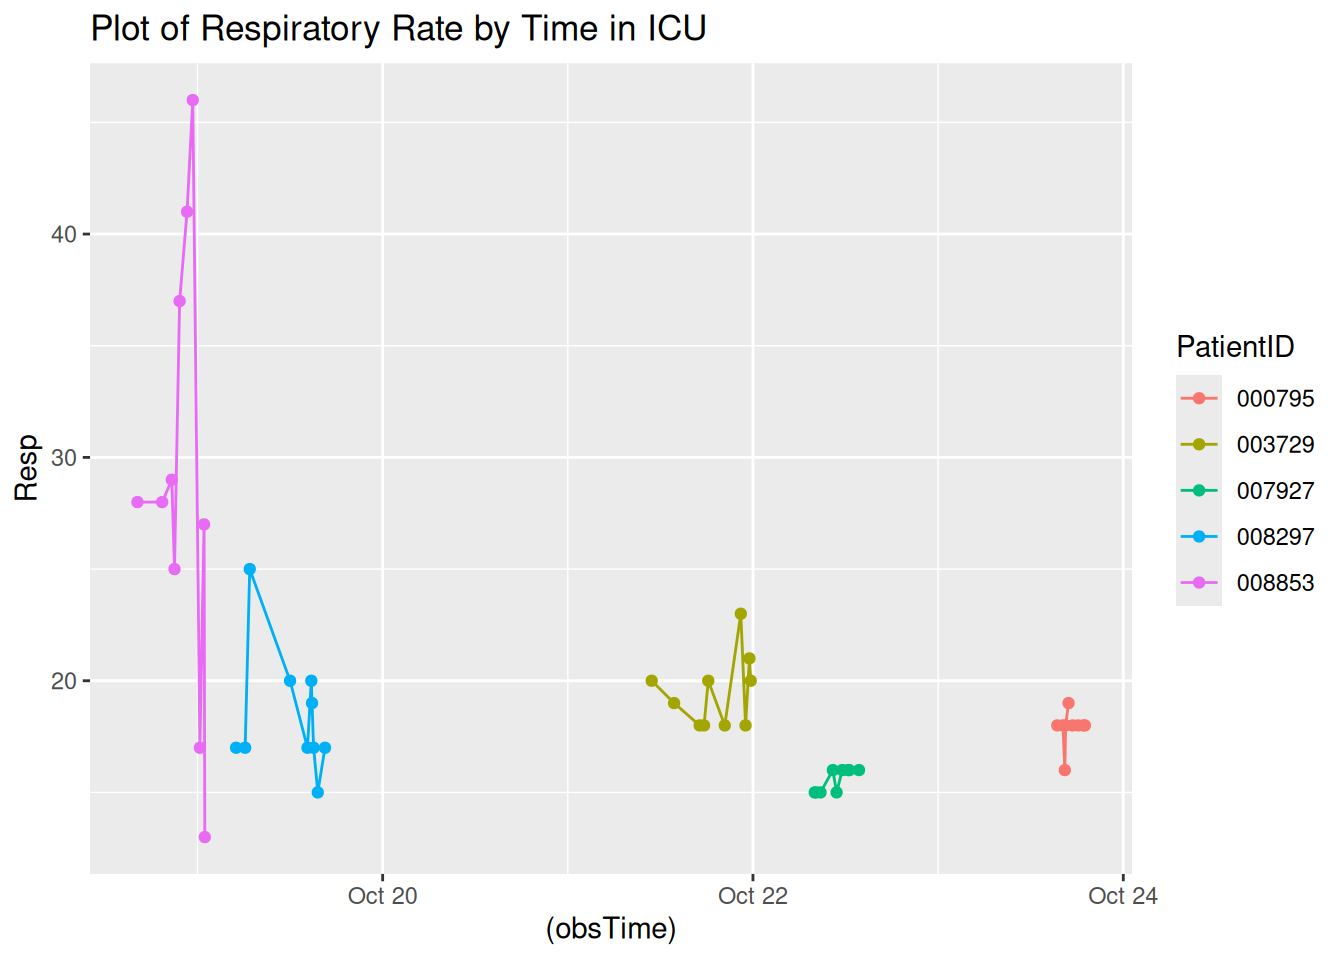 Plot of Respiratory Rate by Time in ICU
Resp
40
30
20
Oct 20
Oct 22
Oct 24
(obsTime)
PatientID
000795
003729
007927
008297
008853